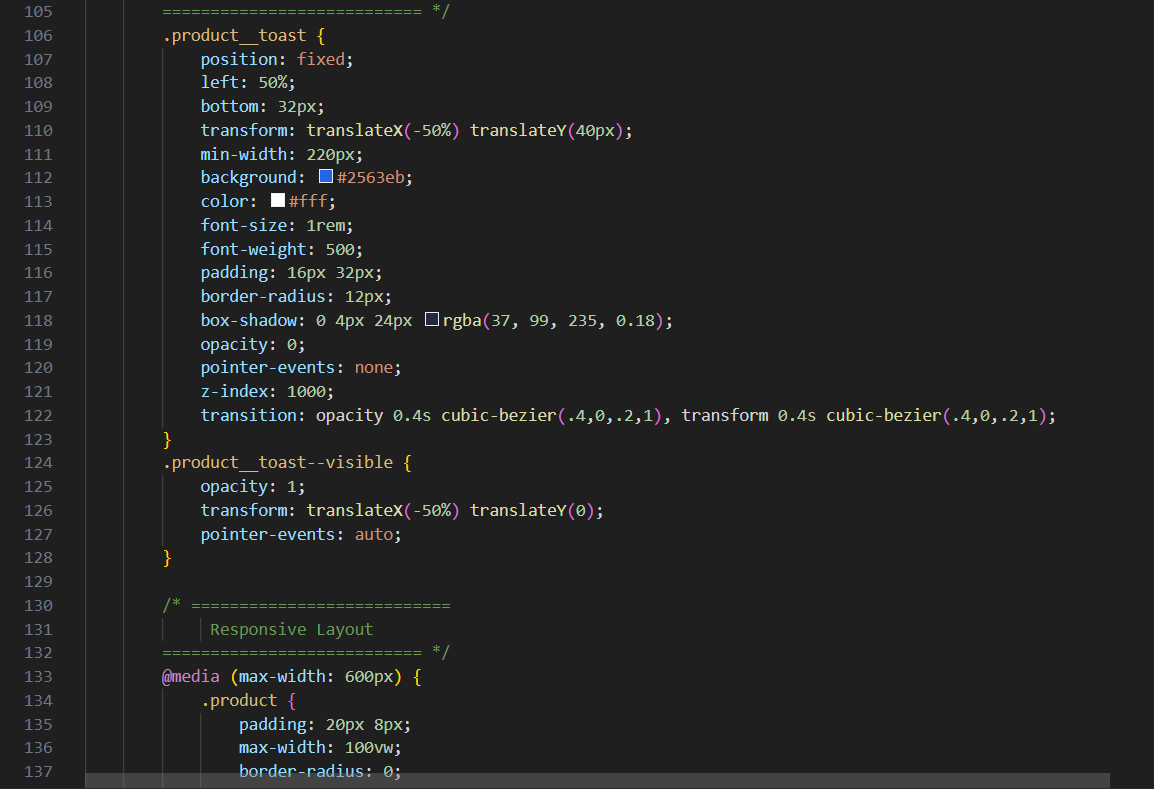 105 =========================== */
106 .product__toast {
107 position: fixed;
108 left: 50%;
109 bottom: 32px;
110 transform: translateX(-50%) translateY(40px);
111 min-width: 220px;
112 background: #2563eb;
113 color: #fff;
114 font-size: 1rem;
115 font-weight: 500;
116 padding: 16px 32px;
117 border-radius: 12px;
118 box-shadow: 0 4px 24px rgba(37, 99, 235, 0.18);
119 opacity: 0;
120 pointer-events: none;
121 z-index: 1000;
122 transition: opacity 0.4s cubic-bezier(.4,0,.2,1), transform 0.4s cubic-bezier(.4,0,.2,1);
123 }
124 .product__toast--visible {
125 opacity: 1;
126 transform: translateX(-50%) translateY(0);
127 pointer-events: auto;
128 }
129
130 /* ===========================
131 Responsive Layout
132 =========================== */
133 @media (max-width: 600px) {
134 .product {
135 padding: 20px 8px;
136 max-width: 100vw;
137 border-radius: 0;